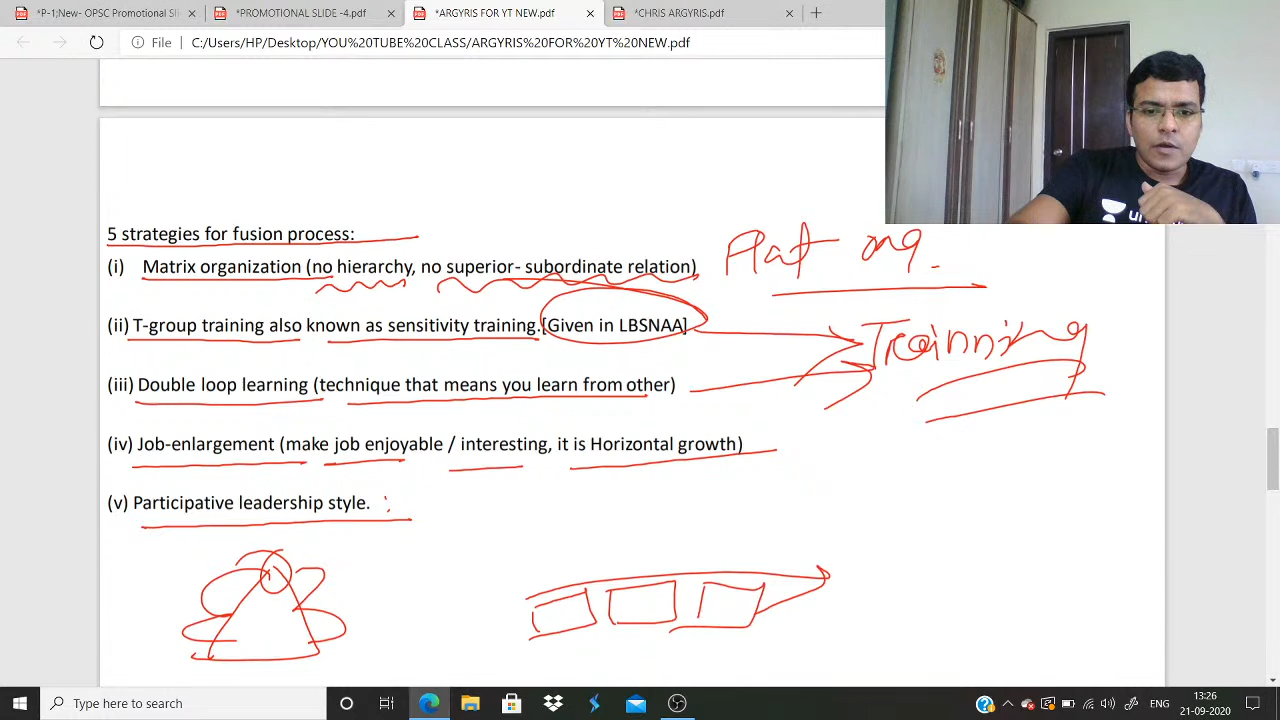 *P-1;New- OPSC Promotional Slid
*PROMOTIONAL SLIDE -4.pdf
*ARGYRIS FOR YT NEW.pdf
*CHRIS ARGYRIS.pdf
File
C:/Users/HP/Desktop/YOU%20TUBE%20CLASS/ARGYRIS%20FOR%20YT%20NEW.pdf
5 strategies for fusion process:
(i) Matrix organization (no hierarchy, no superior- subordinate relation)
Flat org.
(ii) T-group training also known as sensitivity training.[Given in LBSNAA]
Trainning
(iii) Double loop learning (technique that means you learn from other)
(iv) Job-enlargement (make job enjoyable / interesting, it is Horizontal growth)
(v) Participative leadership style.
Type here to search
ENG
13:26
21-09-2020